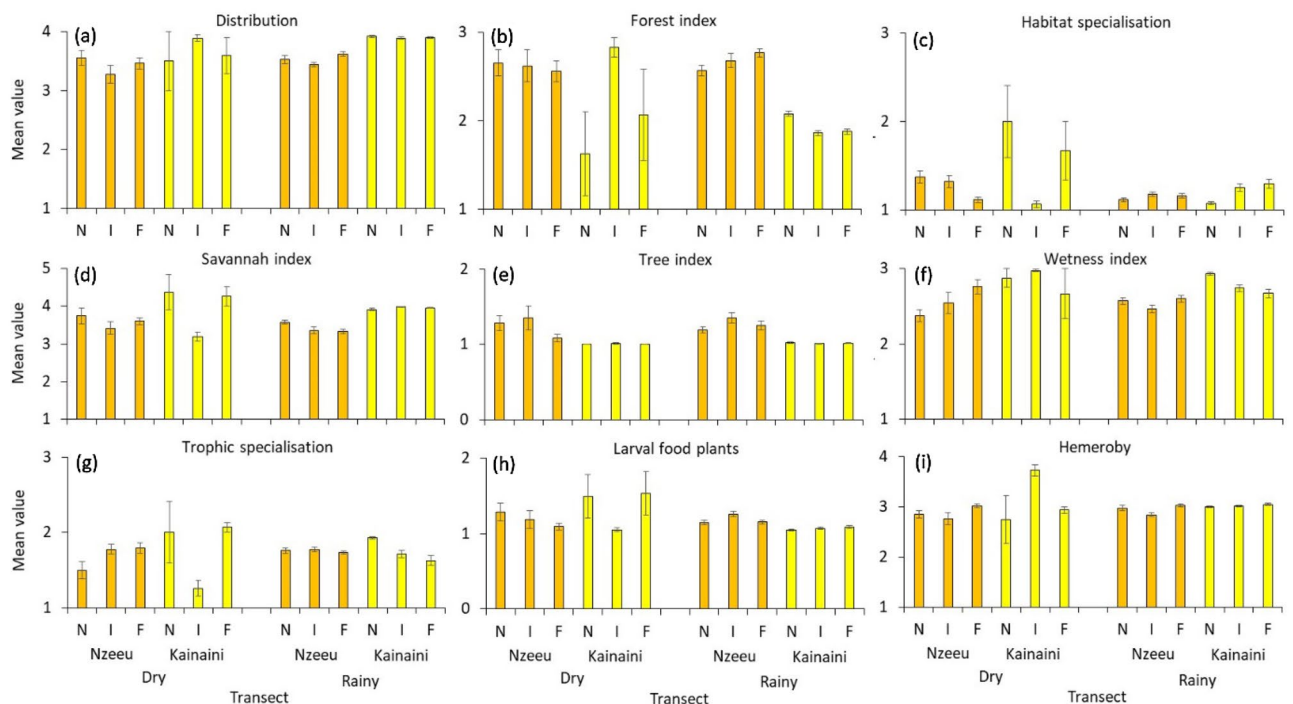 Distribution Forest index Habitat specialisation
(a) (b) (c)
4 3 3
3 2 2
2
1 1 1
Mean value
N I F N I F N I F N I F N I F N I F N I F N I F N I F N I F N I F N I F
Savannah index Tree index Wetness index
(d) (e) (f)
5 2 3
4
3 1 2
2
1 0 1
Mean value
N I F N I F N I F N I F N I F N I F N I F N I F N I F N I F N I F N I F
Trophic specialisation Larval food plants Hemeroby
(g) (h) (i)
3 2 4
3
2 1 2
1 0 1
Mean value
N I F N I F N I F N I F N I F N I F N I F N I F N I F N I F N I F N I F
Nzeeu Kainaini Nzeeu Kainaini Nzeeu Kainaini Nzeeu Kainaini Nzeeu Kainaini Nzeeu Kainaini
Dry Rainy Dry Rainy Dry Rainy
Transect Transect Transect